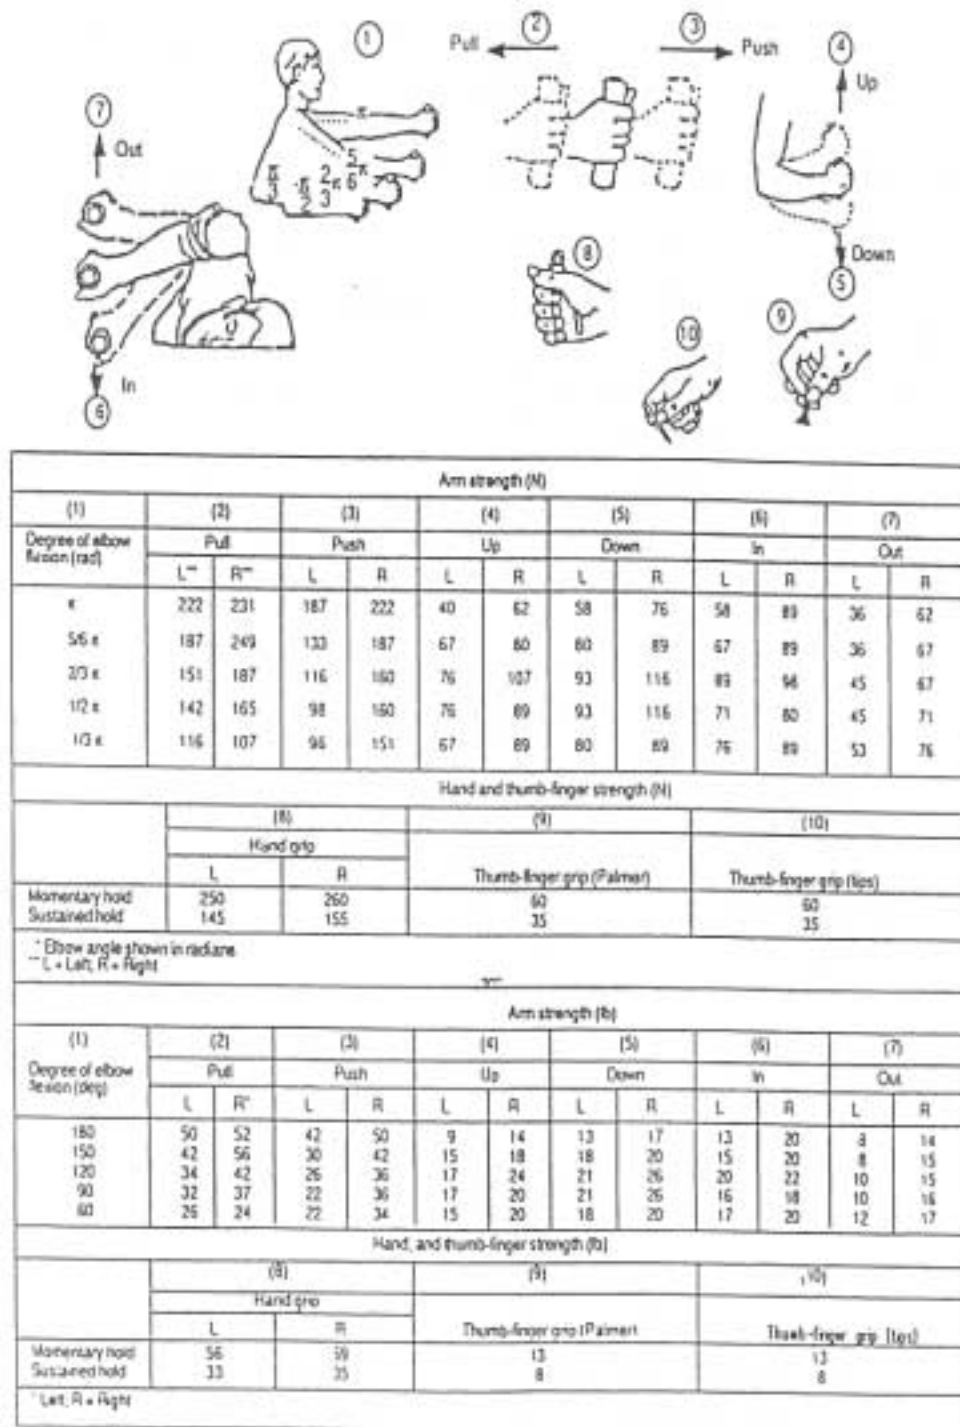 1
Pull 2
3 Push
4
Up
7
Out
π
5 π
2 π 6
π
3 π 3
2
Down
5
8
9
10
In
6
Arm strength (N)
(1) (2) (3) (4) (5) (6) (7)
Degree of elbow flexion (rad) Pull Push Up Down In Out
L** R** L R L R L R L R L R
π 222 231 187 222 40 62 58 76 58 89 36 62
5/6 π 187 249 133 187 67 80 80 89 67 89 36 67
2/3 π 151 187 116 160 76 107 93 116 89 98 45 67
1/2 π 142 165 98 160 76 89 93 116 71 80 45 71
1/3 π 116 107 96 151 67 89 80 89 76 89 53 76
Hand and thumb-finger strength (N)
(8) (9) (10)
Hand grip
L R Thumb-finger grip (Palmer) Thumb-finger grip (tips)
Momentary hold 250 260 60 60
Sustained hold 145 155 35 35
* Elbow angle shown in radians
** L = Left; R = Right
Arm strength (lb)
(1) (2) (3) (4) (5) (6) (7)
Degree of elbow flexion (deg) Pull Push Up Down In Out
L R* L R L R L R L R L R
180 50 52 42 50 9 14 13 17 13 20 8 14
150 42 56 30 42 15 18 18 20 15 20 8 15
120 34 42 26 36 17 24 21 26 20 22 10 15
90 32 37 22 36 17 20 21 26 16 18 10 16
60 26 24 22 34 15 20 18 20 17 20 12 17
Hand, and thumb-finger strength (lb)
(8) (9) (10)
Hand grip
L R Thumb-finger grip (Palmer) Thumb-finger grip (tips)
Momentary hold 56 59 13 13
Sustained hold 33 35 8 8
* Left; R = Right